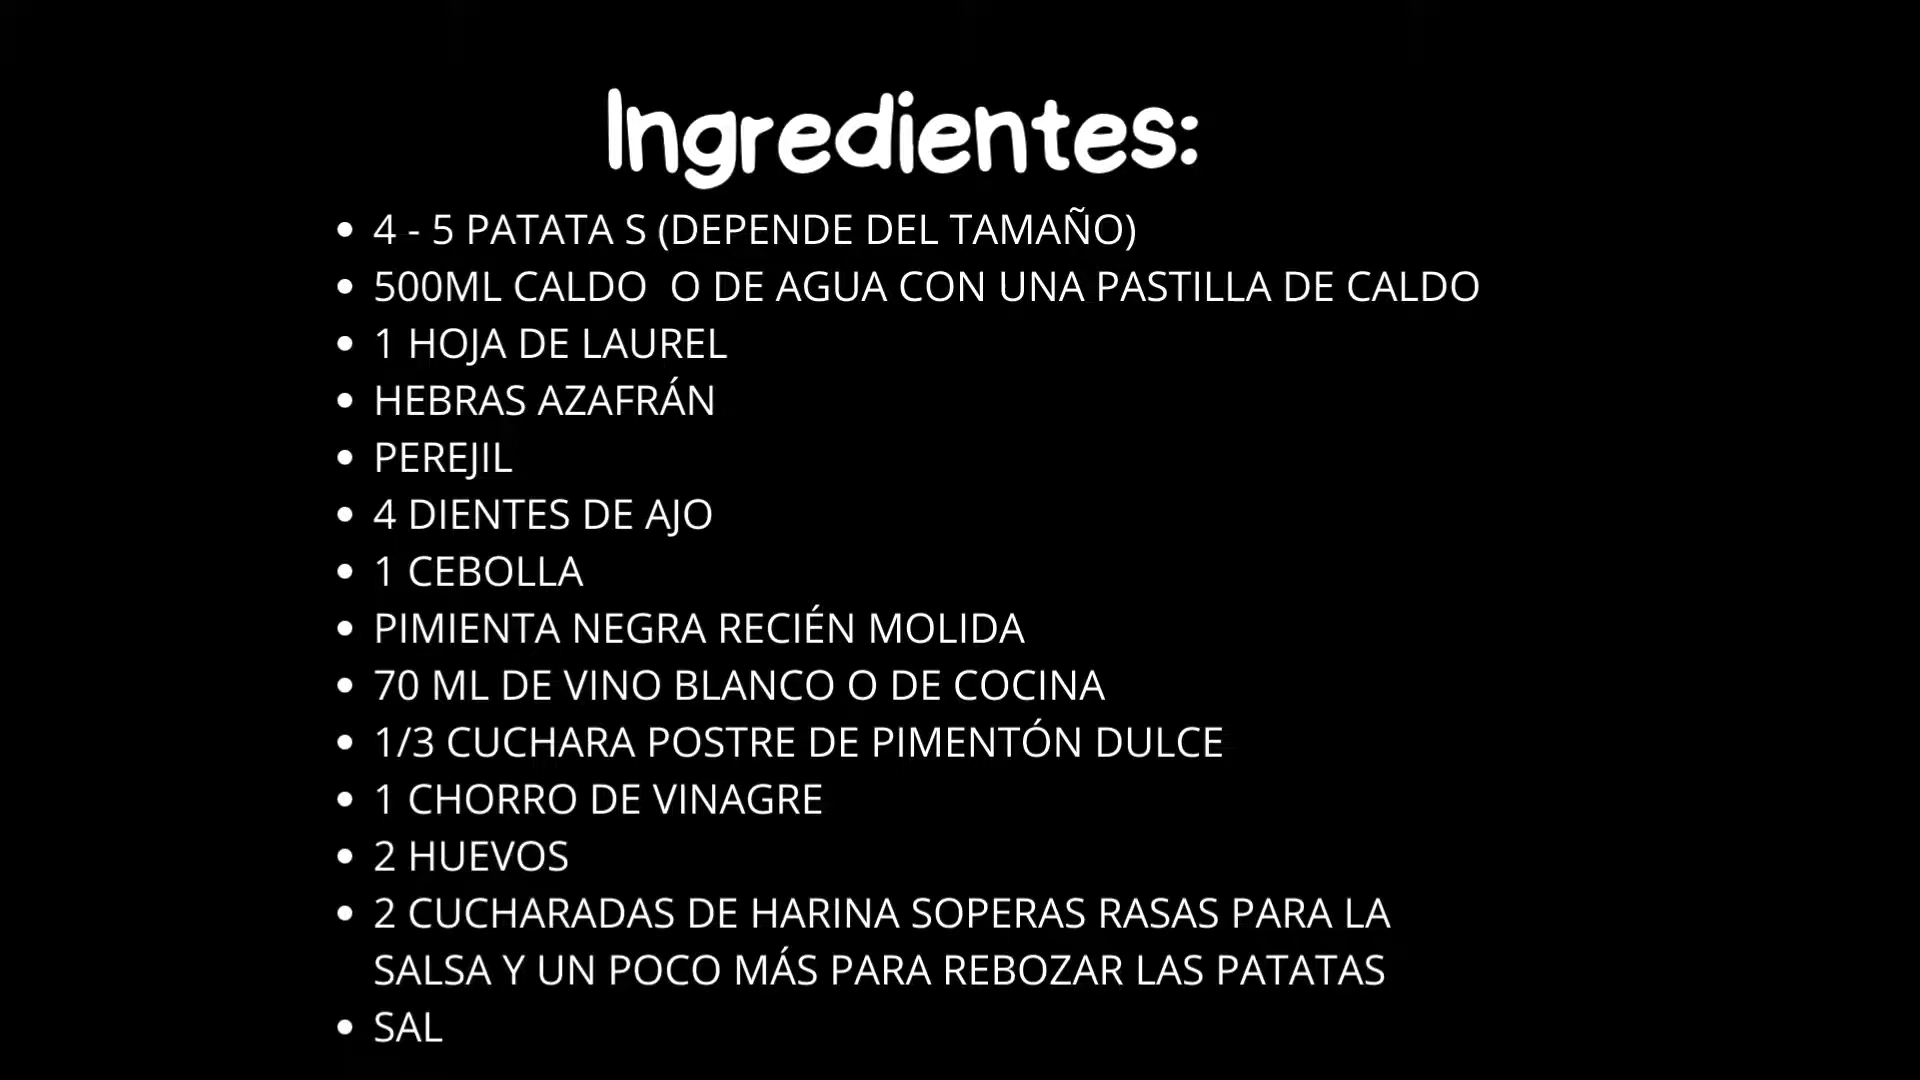 Ingredientes:
• 4 - 5 PATATA S (DEPENDE DEL TAMAÑO)
• 500ML CALDO  O DE AGUA CON UNA PASTILLA DE CALDO
• 1 HOJA DE LAUREL
• HEBRAS AZAFRÁN
• PEREJIL
• 4 DIENTES DE AJO
• 1 CEBOLLA
• PIMIENTA NEGRA RECIÉN MOLIDA
• 70 ML DE VINO BLANCO O DE COCINA
• 1/3 CUCHARA POSTRE DE PIMENTÓN DULCE
• 1 CHORRO DE VINAGRE
• 2 HUEVOS
• 2 CUCHARADAS DE HARINA SOPERAS RASAS PARA LA
SALSA Y UN POCO MÁS PARA REBOZAR LAS PATATAS
• SAL